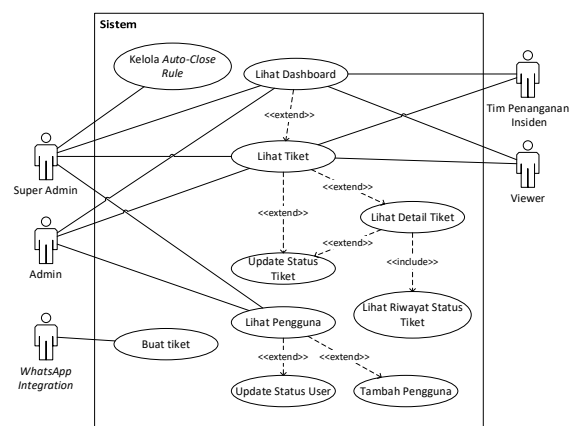 Sistem
Kelola Auto-Close
Rule
Lihat Dashboard
Tim Penanganan
Insiden
<<extend>>
Lihat Tiket
Super Admin
Viewer
<<extend>>
<<extend>>
Lihat Detail Tiket
<<extend>>
Admin
Update Status
Tiket
<<include>>
Lihat Riwayat Status
Tiket
Lihat Pengguna
WhatsApp
Integration
Buat tiket
<<extend>>
<<extend>>
Update Status User
Tambah Pengguna